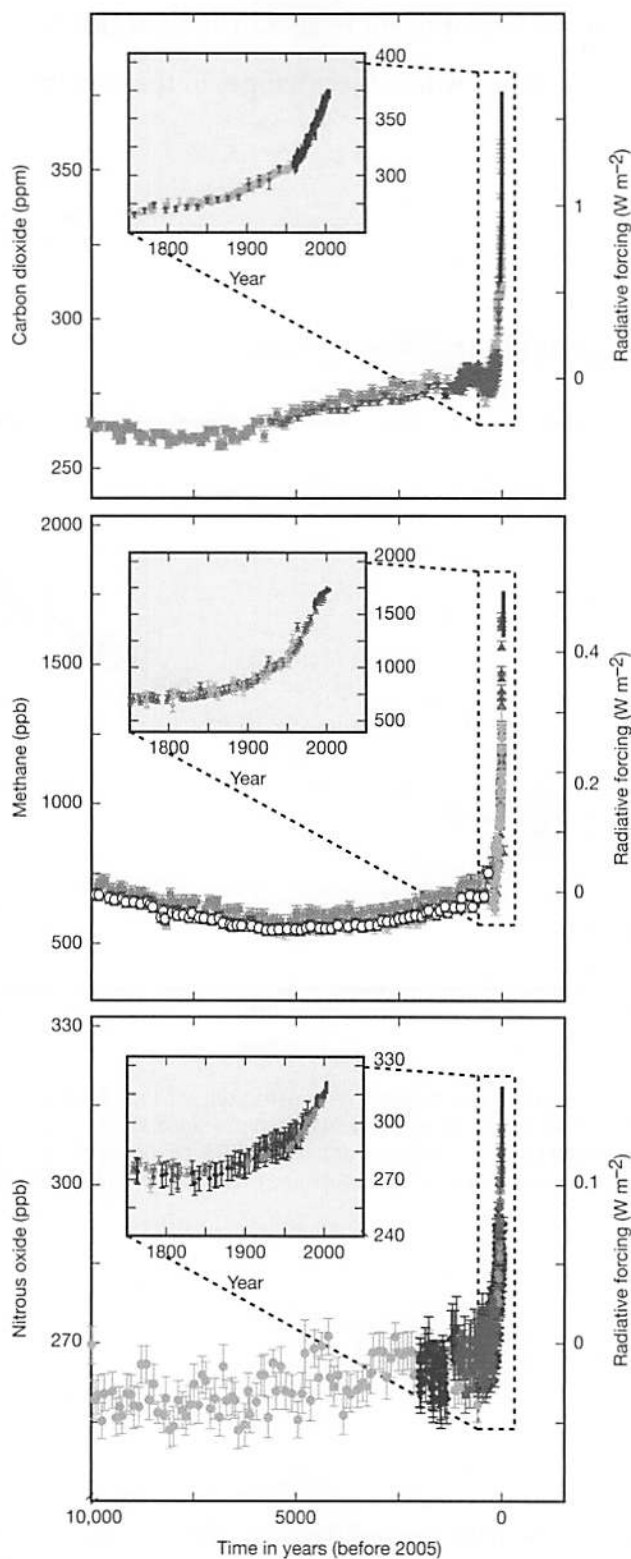 400
350
300
1800 1900 2000
Year
350
300
250
Carbon dioxide (ppm)
1
0
Radiative forcing (W m-2)
2000
1500
1000
500
Methane (ppb)
2000
1500
1000
500
1800 1900 2000
Year
0.4
0.2
0
Radiative forcing (W m-2)
330
300
270
Nitrous oxide (ppb)
330
300
270
240
1800 1900 2000
Year
0.1
0
Radiative forcing (W m-2)
10,000 5000 0
Time in years (before 2005)